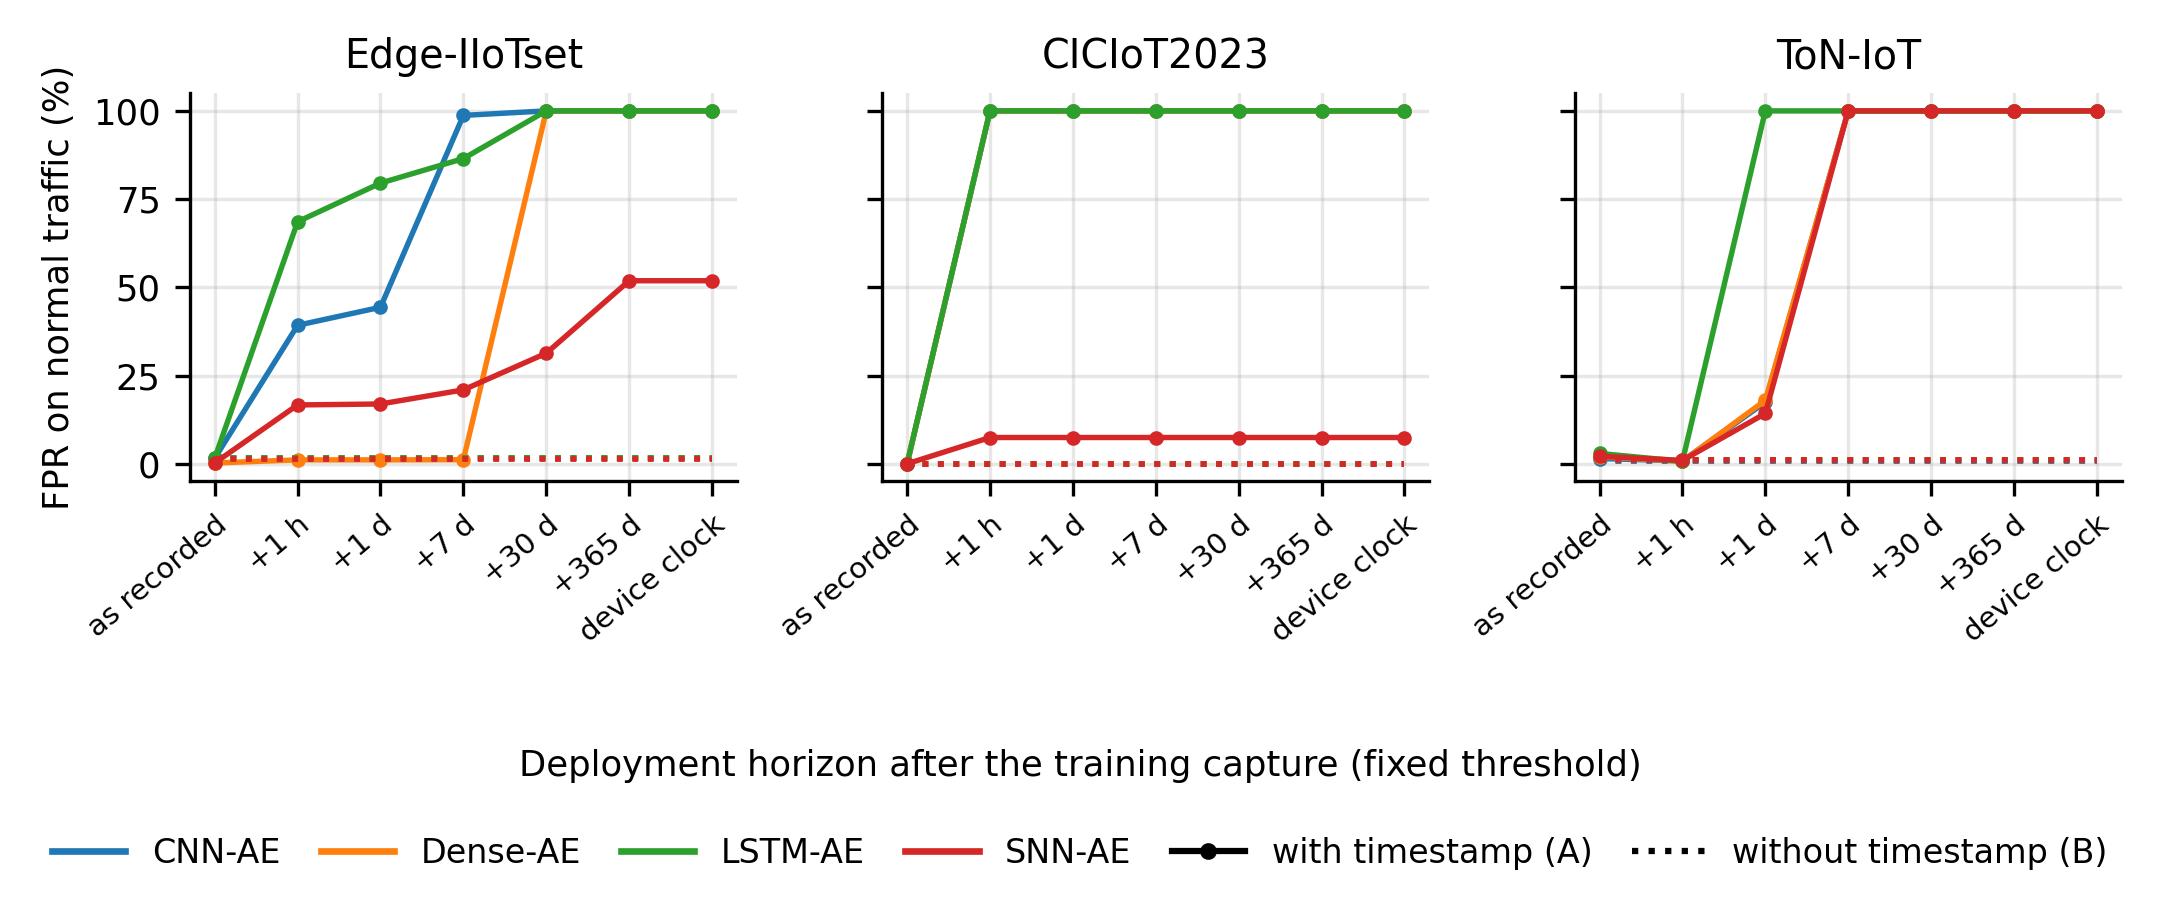 Edge-IIoTset
CICIoT2023
ToN-IoT
FPR on normal traffic (%)
100
75
50
25
0
as recorded
+1 h
+1 d
+7 d
+30 d
+365 d
device clock
as recorded
+1 h
+1 d
+7 d
+30 d
+365 d
device clock
as recorded
+1 h
+1 d
+7 d
+30 d
+365 d
device clock
Deployment horizon after the training capture (fixed threshold)
CNN-AE
Dense-AE
LSTM-AE
SNN-AE
with timestamp (A)
without timestamp (B)